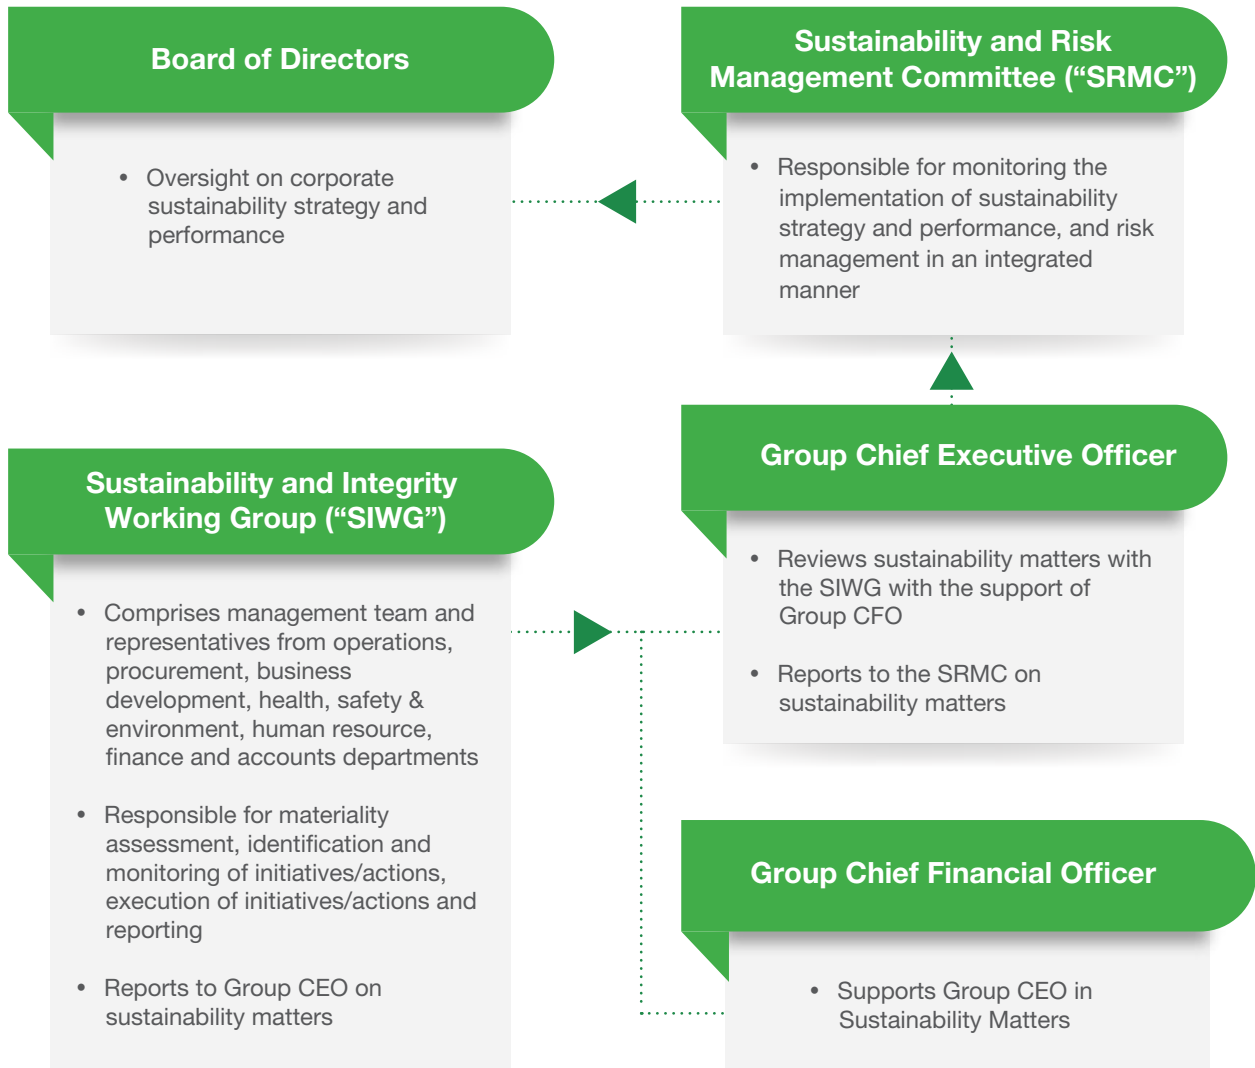 Board of Directors
• Oversight on corporate
sustainability strategy and
performance
Sustainability and Risk
Management Committee (“SRMC”)
• Responsible for monitoring the
implementation of sustainability
strategy and performance, and risk
management in an integrated
manner
Sustainability and Integrity
Working Group (“SIWG”)
• Comprises management team and
representatives from operations,
procurement, business
development, health, safety &
environment, human resource,
finance and accounts departments
• Responsible for materiality
assessment, identification and
monitoring of initiatives/actions,
execution of initiatives/actions and
reporting
• Reports to Group CEO on
sustainability matters
Group Chief Executive Officer
• Reviews sustainability matters with
the SIWG with the support of
Group CFO
• Reports to the SRMC on
sustainability matters
Group Chief Financial Officer
• Supports Group CEO in
Sustainability Matters